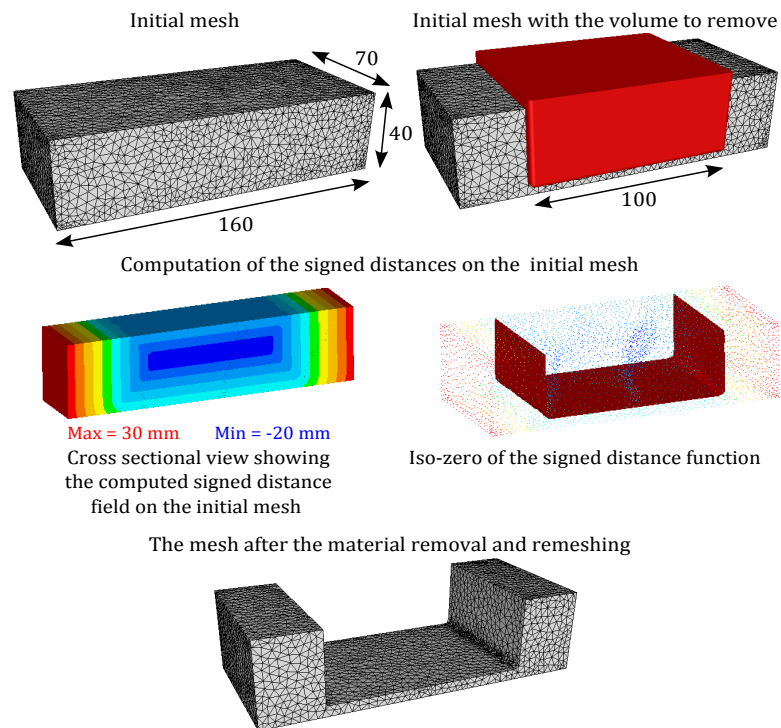 Initial mesh
Initial mesh with the volume to remove
70
40
160
100
Computation of the signed distances on the initial mesh
Max = 30 mm
Min = -20 mm
Cross sectional view showing
the computed signed distance
field on the initial mesh
Iso-zero of the signed distance function
The mesh after the material removal and remeshing